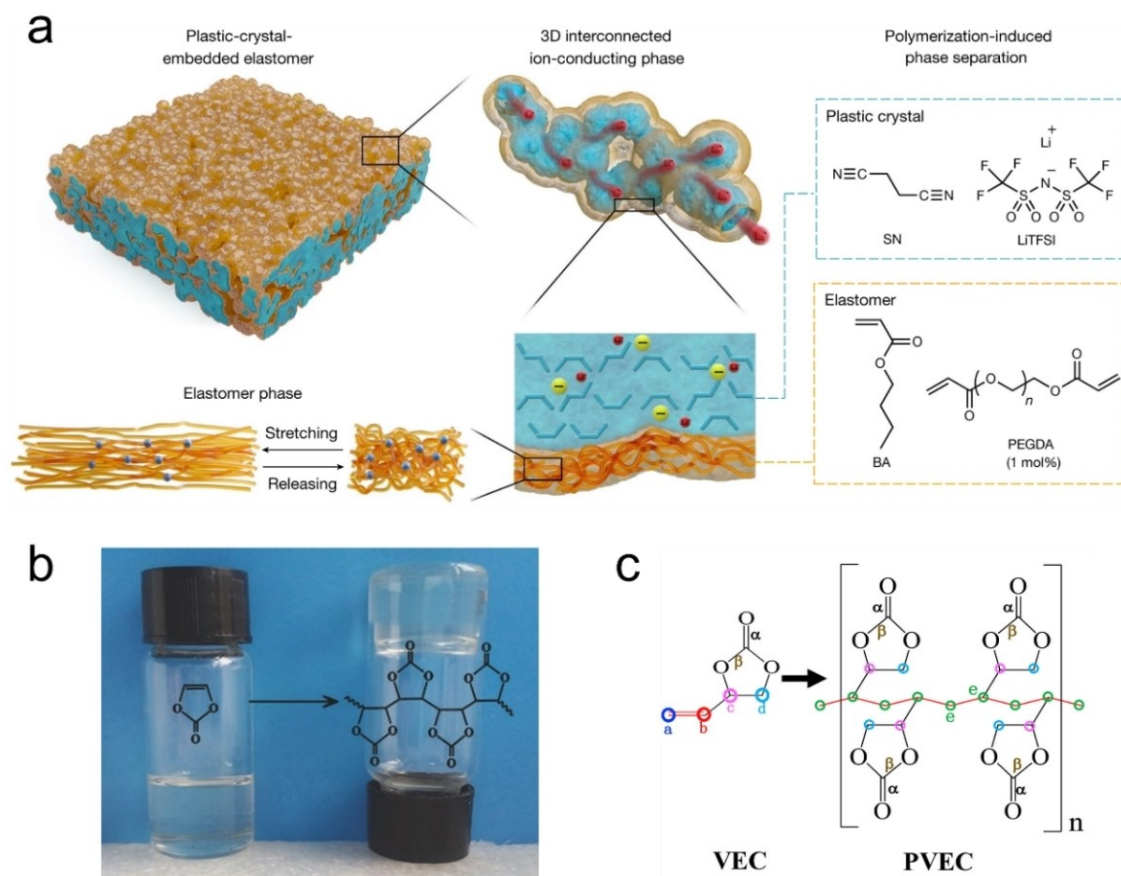 a
Plastic-crystal-
embedded elastomer
3D interconnected
ion-conducting phase
Polymerization-induced
phase separation
Plastic crystal
Li+
N≡C
C≡N
SN
F F
F
S
O O
N−
S
O O
F F
F
LiTFSI
Elastomer
O
O
BA
O
O
n
O
O
PEGDA
(1 mol%)
Elastomer phase
Stretching
Releasing
b
O O
O
O O
O
O O
O
O O
O
O O
O
c
O
α
β
O O
a b c d
VEC
O
α
β
O O
O
α
β
O O
e
e
O O
β
α
O
O O
β
α
O
n
PVEC